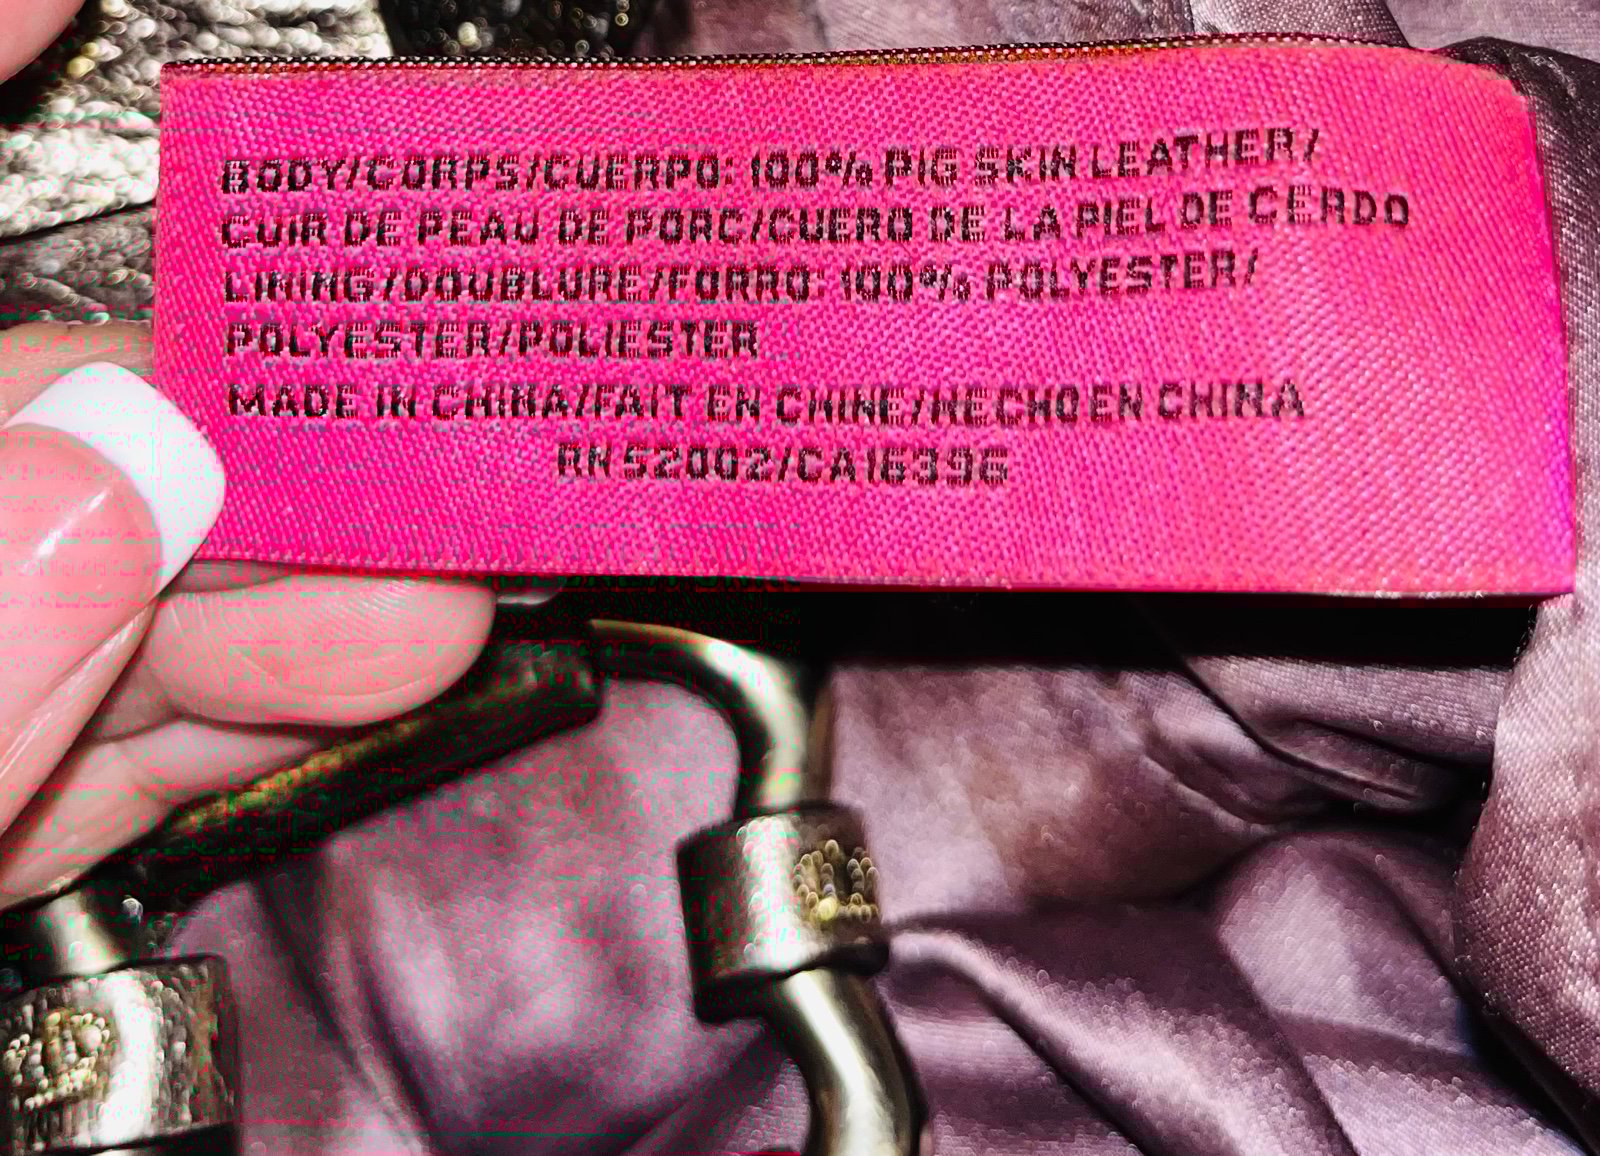 BODY/CORPS/CUERPO: 100% PIG SKIN LEATHER/
CUIR DE PEAU DE PORC/CUERO DE LA PIEL DE CERDO
LINING/DOUBLURE/FORRO: 100% POLYESTER/
POLYESTER/POLIESTER
MADE IN CHINA/FAIT EN CHINE/HECHO EN CHINA
RN 52002/CA16396